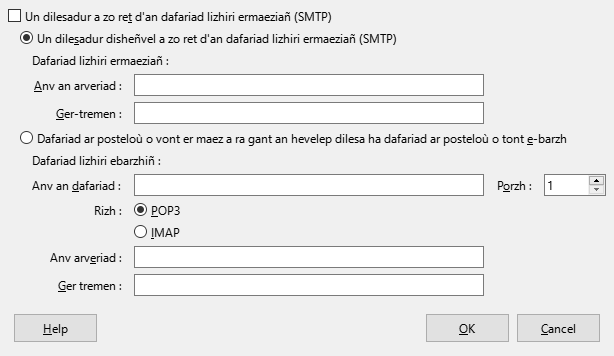 Un dilesadur a zo ret d'an dafariad lizhiri ermaeziañ (SMTP)
Un dilesadur disheñvel a zo ret d'an dafariad lizhiri ermaeziañ (SMTP)
Dafariad lizhiri ermaeziañ :
Anv an arveriad :
Ger-tremen :
Dafariad ar posteloù o vont er maez a ra gant an hevelep dilesa ha dafariad ar posteloù o tont e-barzh
Dafariad lizhiri ebarzhiñ :
Anv an dafariad : Porzh : 1
Rizh : POP3
IMAP
Anv arveriad :
Ger tremen :
Help OK Cancel